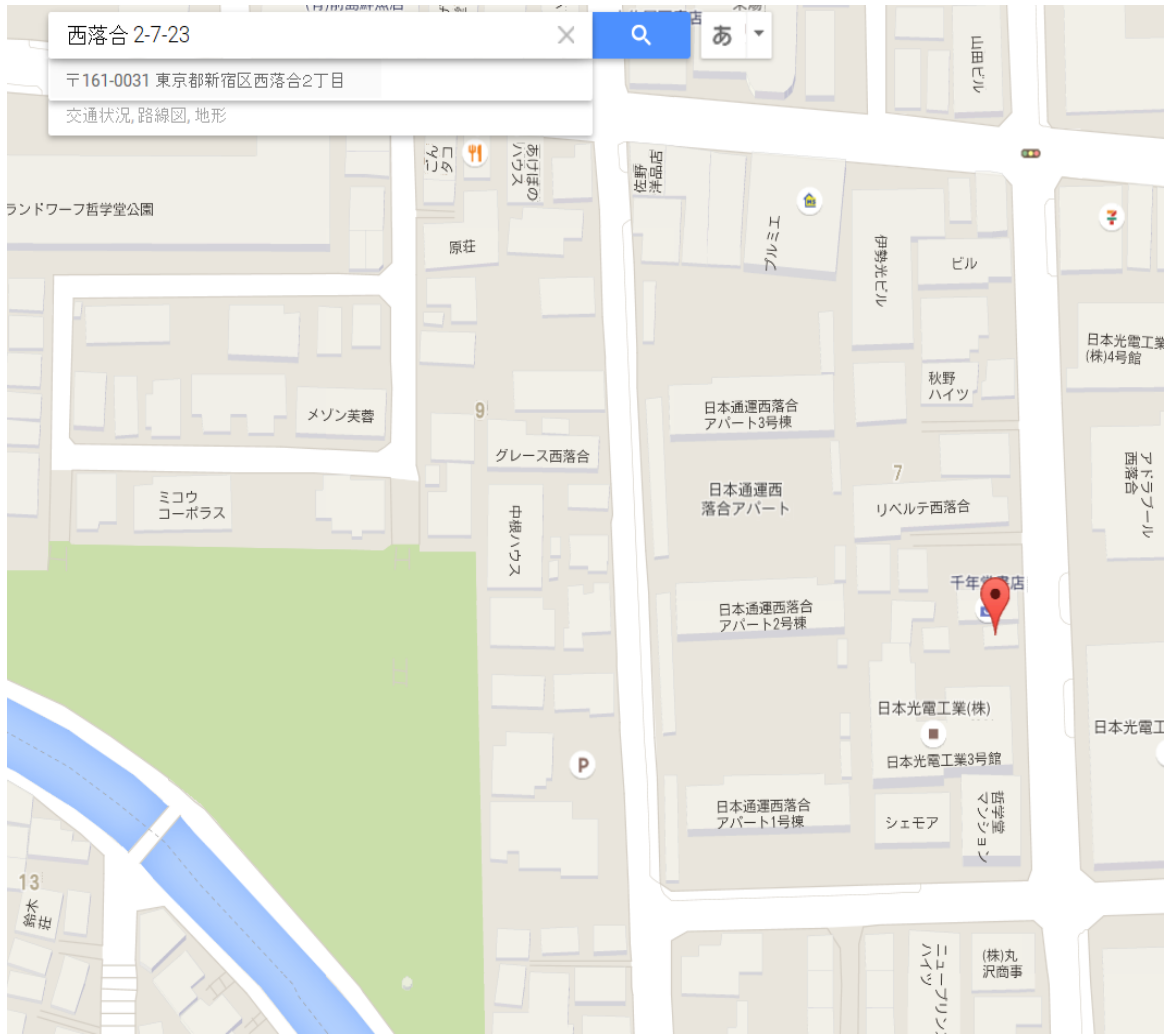 西落合 2-7-23
あ
〒161-0031 東京都新宿区西落合2丁目
交通状況, 路線図, 地形
山田ビル
あけぼの
ハウス
佐野
洋品店
ランドワーフ哲学堂公園
原荘
エミルノ
伊勢光ビル
ビル
日本光電工業
(株)4号館
秋野
ハイツ
日本通運西落合
アパート3号棟
9
メゾン芙蓉
グレース西落合
7
アドラブール
西落合
日本通運西
落合アパート
ミコウ
コーポラス
リベルテ西落合
中根ハウス
千年堂書店
日本通運西落合
アパート2号棟
日本光電工業(株)
日本光電工
日本光電工業3号館
P
日本通運西落合
アパート1号棟
シェモア
哲学堂
マンション
13
鈴木
荘
ニュープリン
ハイツ
(株)丸
沢商事